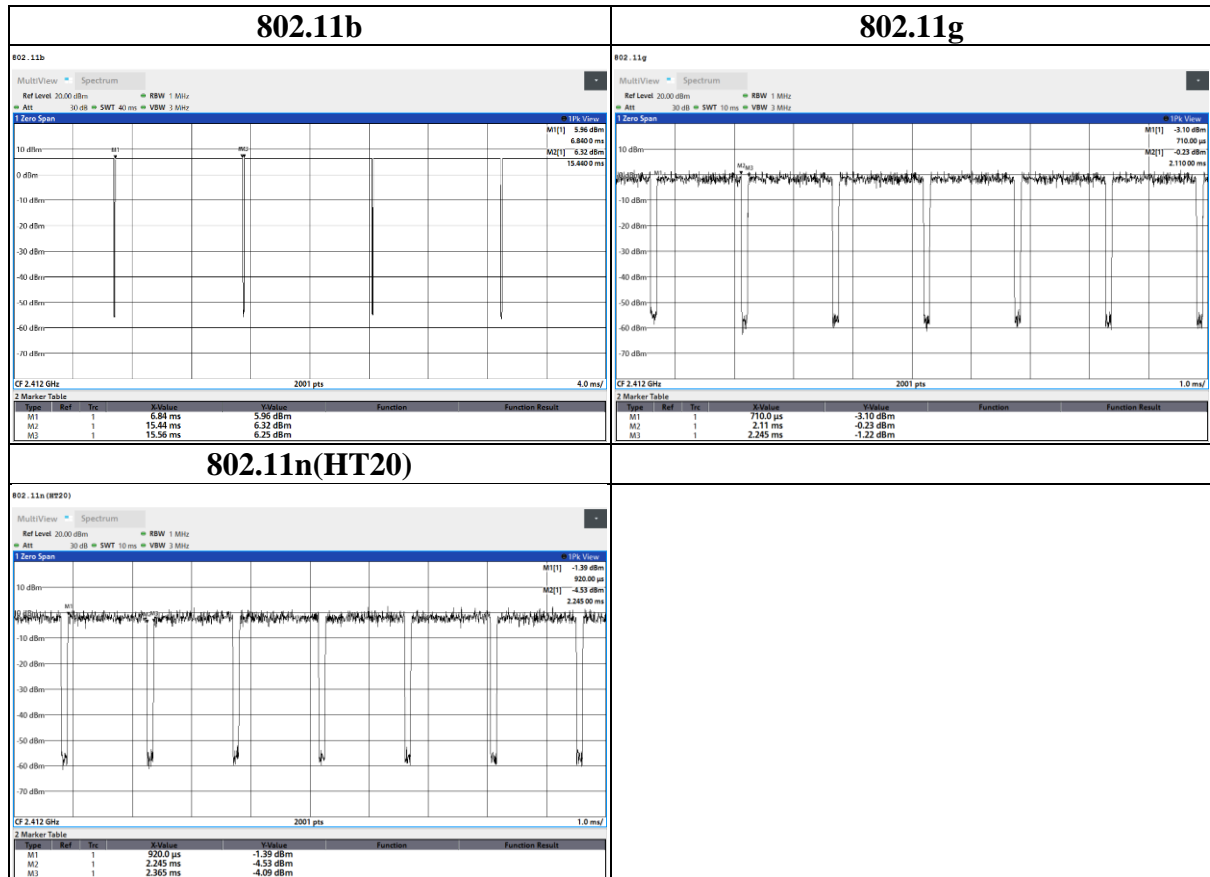 802.11b
802.11g
802.11b
MultiView Spectrum
Ref Level 20.00 dBm RBW 1 MHz
Att 30 dB SWT 40 ms VBW 3 MHz
1 Zero Span 1Pk View
M1[1] 5.96 dBm
6.840 0 ms
M2[1] 6.32 dBm
15.440 0 ms
M1
10 dBm
0 dBm
-10 dBm
-20 dBm
-30 dBm
-40 dBm
-50 dBm
-60 dBm
-70 dBm
CF 2.412 GHz 2001 pts 4.0 ms/
2 Marker Table
Type Ref Trc X-Value Y-Value Function Function Result
M1 1 6.84 ms 5.96 dBm
M2 1 15.44 ms 6.32 dBm
M3 1 15.56 ms 6.25 dBm
802.11g
MultiView Spectrum
Ref Level 20.00 dBm RBW 1 MHz
Att 30 dB SWT 10 ms VBW 3 MHz
1 Zero Span 1Pk View
M1[1] -3.10 dBm
710.00 µs
M2[1] -0.23 dBm
2.110 00 ms
10 dBm
M1 M2 M3
-10 dBm
-20 dBm
-30 dBm
-40 dBm
-50 dBm
-60 dBm
-70 dBm
CF 2.412 GHz 2001 pts 1.0 ms/
2 Marker Table
Type Ref Trc X-Value Y-Value Function Function Result
M1 1 710.0 µs -3.10 dBm
M2 1 2.11 ms -0.23 dBm
M3 1 2.245 ms -1.22 dBm
802.11n(HT20)
802.11n(HT20)
MultiView Spectrum
Ref Level 20.00 dBm RBW 1 MHz
Att 30 dB SWT 10 ms VBW 3 MHz
1 Zero Span 1Pk View
M1[1] -1.39 dBm
920.00 µs
M2[1] -4.53 dBm
2.245 00 ms
10 dBm
M1
-10 dBm
-20 dBm
-30 dBm
-40 dBm
-50 dBm
-60 dBm
-70 dBm
CF 2.412 GHz 2001 pts 1.0 ms/
2 Marker Table
Type Ref Trc X-Value Y-Value Function Function Result
M1 1 920.0 µs -1.39 dBm
M2 1 2.245 ms -4.53 dBm
M3 1 2.365 ms -4.09 dBm